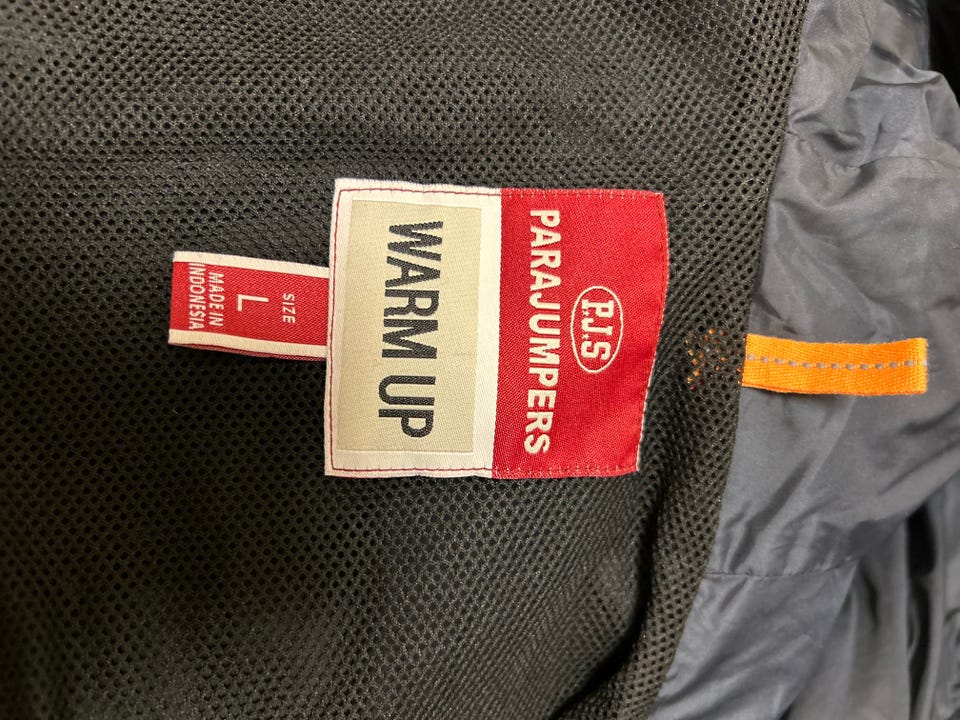 P.J.S
PARAJUMPERS
WARM UP
SIZE
L
MADE IN
INDONESIA